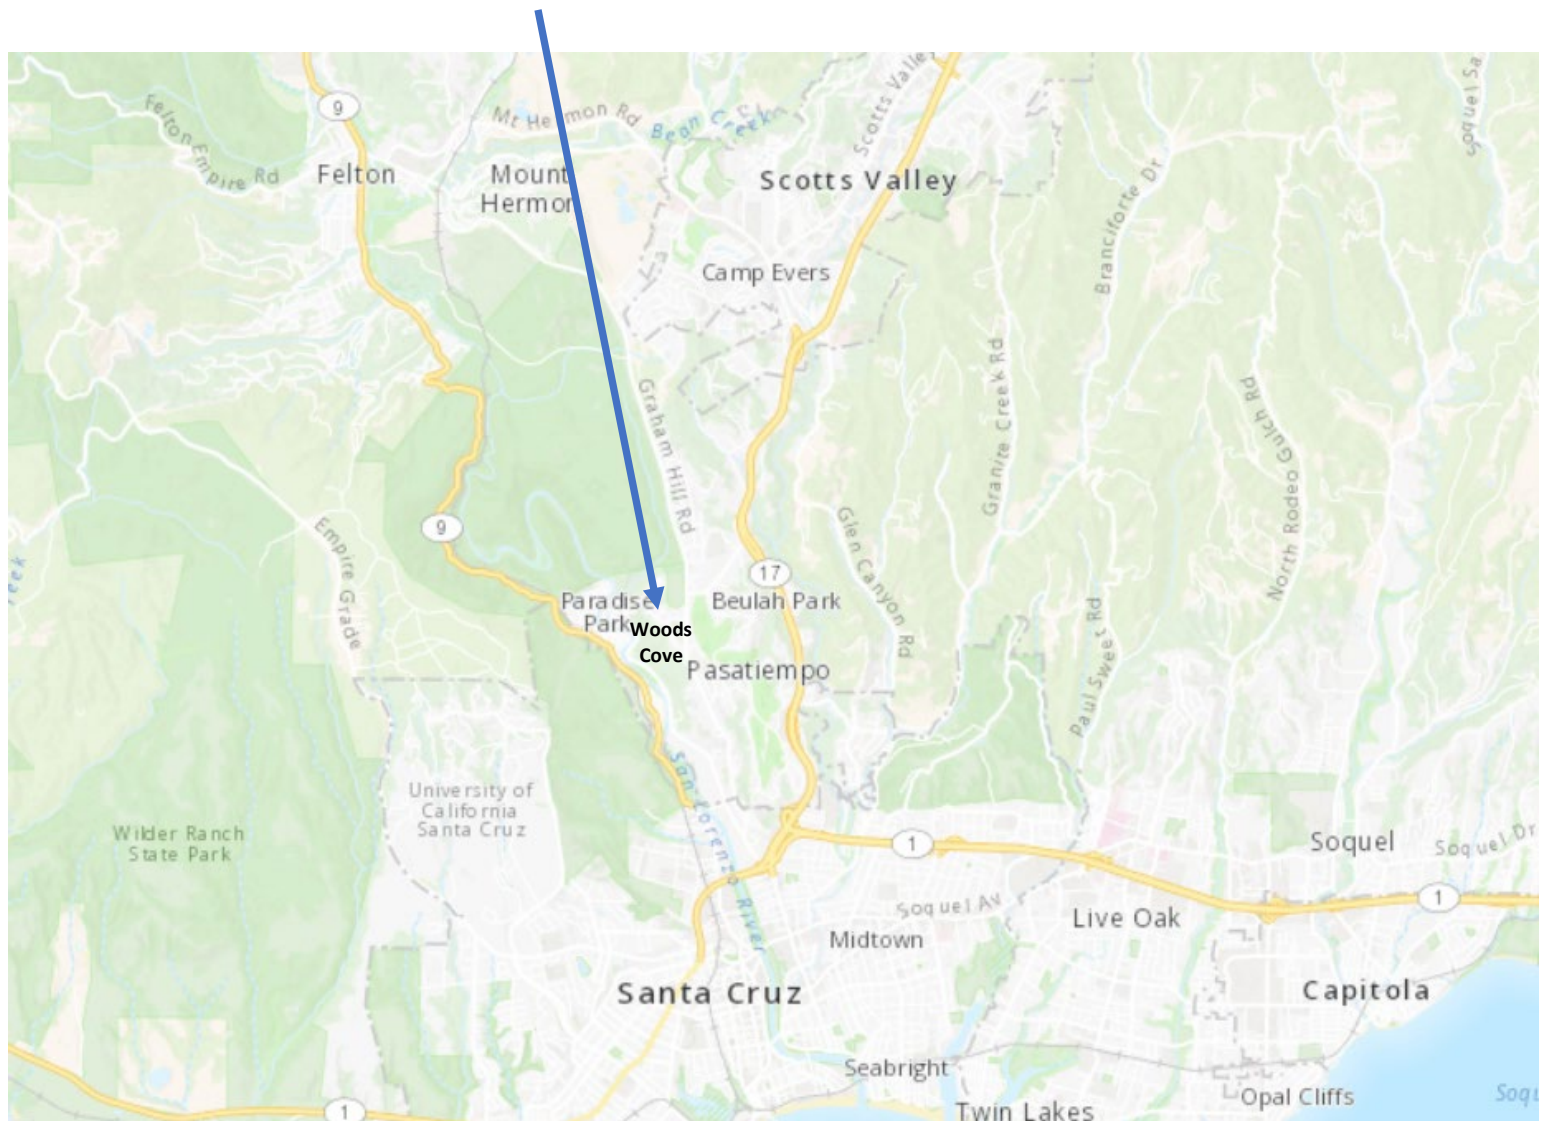 9
Felton Empire Rd
Felton
Mt Hermon Rd
Bean Creek
Mount
Hermon
Scotts Valley
Scotts Valley
Camp Evers
Branciforte Dr
Soquel Sa
Graham Hill Rd
Granite Creek Rd
North Rodeo Gulch Rd
9
Empire Grade
17
Glen Canyon Rd
Paradise
Park
Beulah Park
Woods
Cove
Pasatiempo
Paul Sweet Rd
reek
San Lorenzo River
University of
California
Santa Cruz
Wilder Ranch
State Park
1
Soquel
Soquel Dr
1
Soquel Av
Live Oak
Midtown
Santa Cruz
Capitola
Seabright
Opal Cliffs
Soqu
Twin Lakes
1